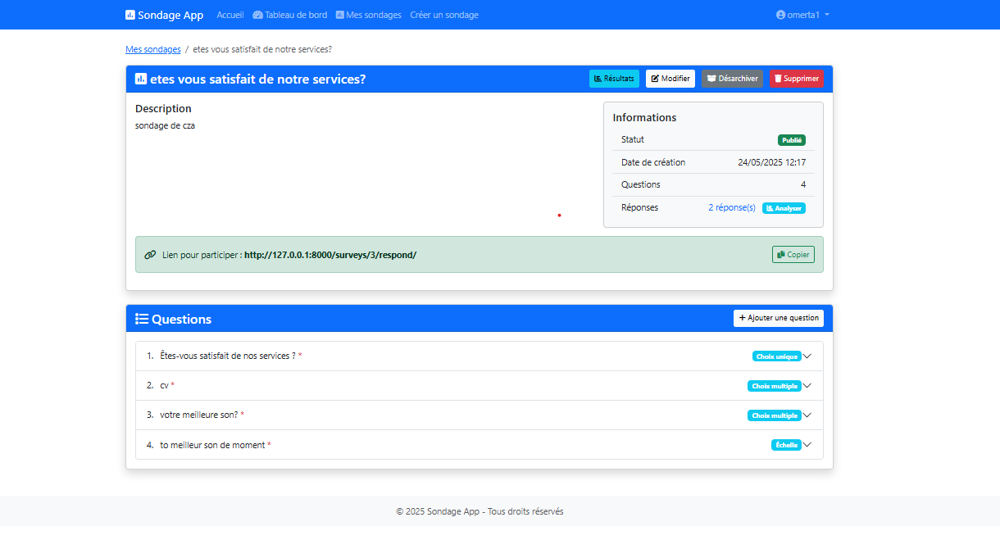 Sondage App Accueil Tableau de bord Mes sondages Créer un sondage omerta1
Mes sondages / etes vous satisfait de notre services?
etes vous satisfait de notre services? Résultats Modifier Désarchiver Supprimer
Description
sondage de cza
Informations
Statut Publié
Date de création 24/05/2025 12:17
Questions 4
Réponses 2 réponse(s) Analyser
Lien pour participer : http://127.0.0.1:8000/surveys/3/respond/ Copier
Questions + Ajouter une question
1. Êtes-vous satisfait de nos services ? * Choix unique
2. cv * Choix multiple
3. votre meilleure son? * Choix multiple
4. to meilleur son de moment * Échelle
© 2025 Sondage App - Tous droits réservés